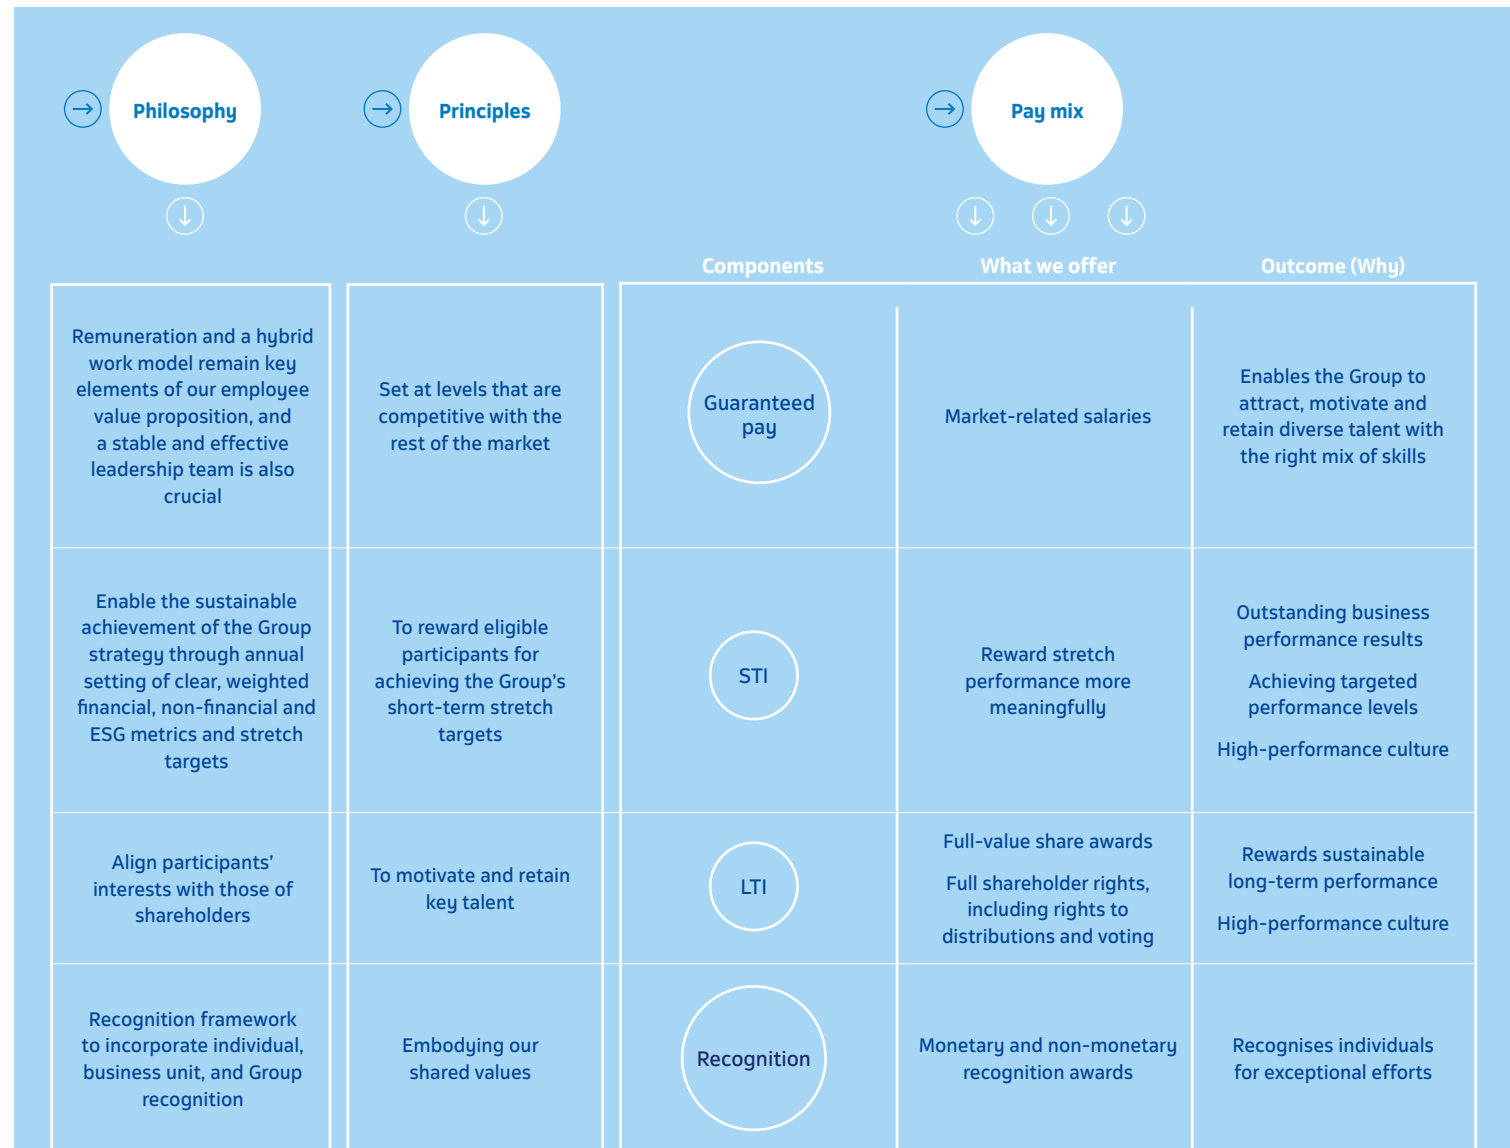 Philosophy
Principles
Pay mix
Components
What we offer
Outcome (Why)
Remuneration and a hybrid
work model remain key
elements of our employee
value proposition, and
a stable and effective
leadership team is also
crucial
Set at levels that are
competitive with the
rest of the market
Guaranteed
pay
Market-related salaries
Enables the Group to
attract, motivate and
retain diverse talent with
the right mix of skills
Enable the sustainable
achievement of the Group
strategy through annual
setting of clear, weighted
financial, non-financial and
ESG metrics and stretch
targets
To reward eligible
participants for
achieving the Group’s
short-term stretch
targets
STI
Reward stretch
performance more
meaningfully
Outstanding business
performance results
Achieving targeted
performance levels
High-performance culture
Align participants’
interests with those of
shareholders
To motivate and retain
key talent
LTI
Full-value share awards
Full shareholder rights,
including rights to
distributions and voting
Rewards sustainable
long-term performance
High-performance culture
Recognition framework
to incorporate individual,
business unit, and Group
recognition
Embodying our
shared values
Recognition
Monetary and non-monetary
recognition awards
Recognises individuals
for exceptional efforts